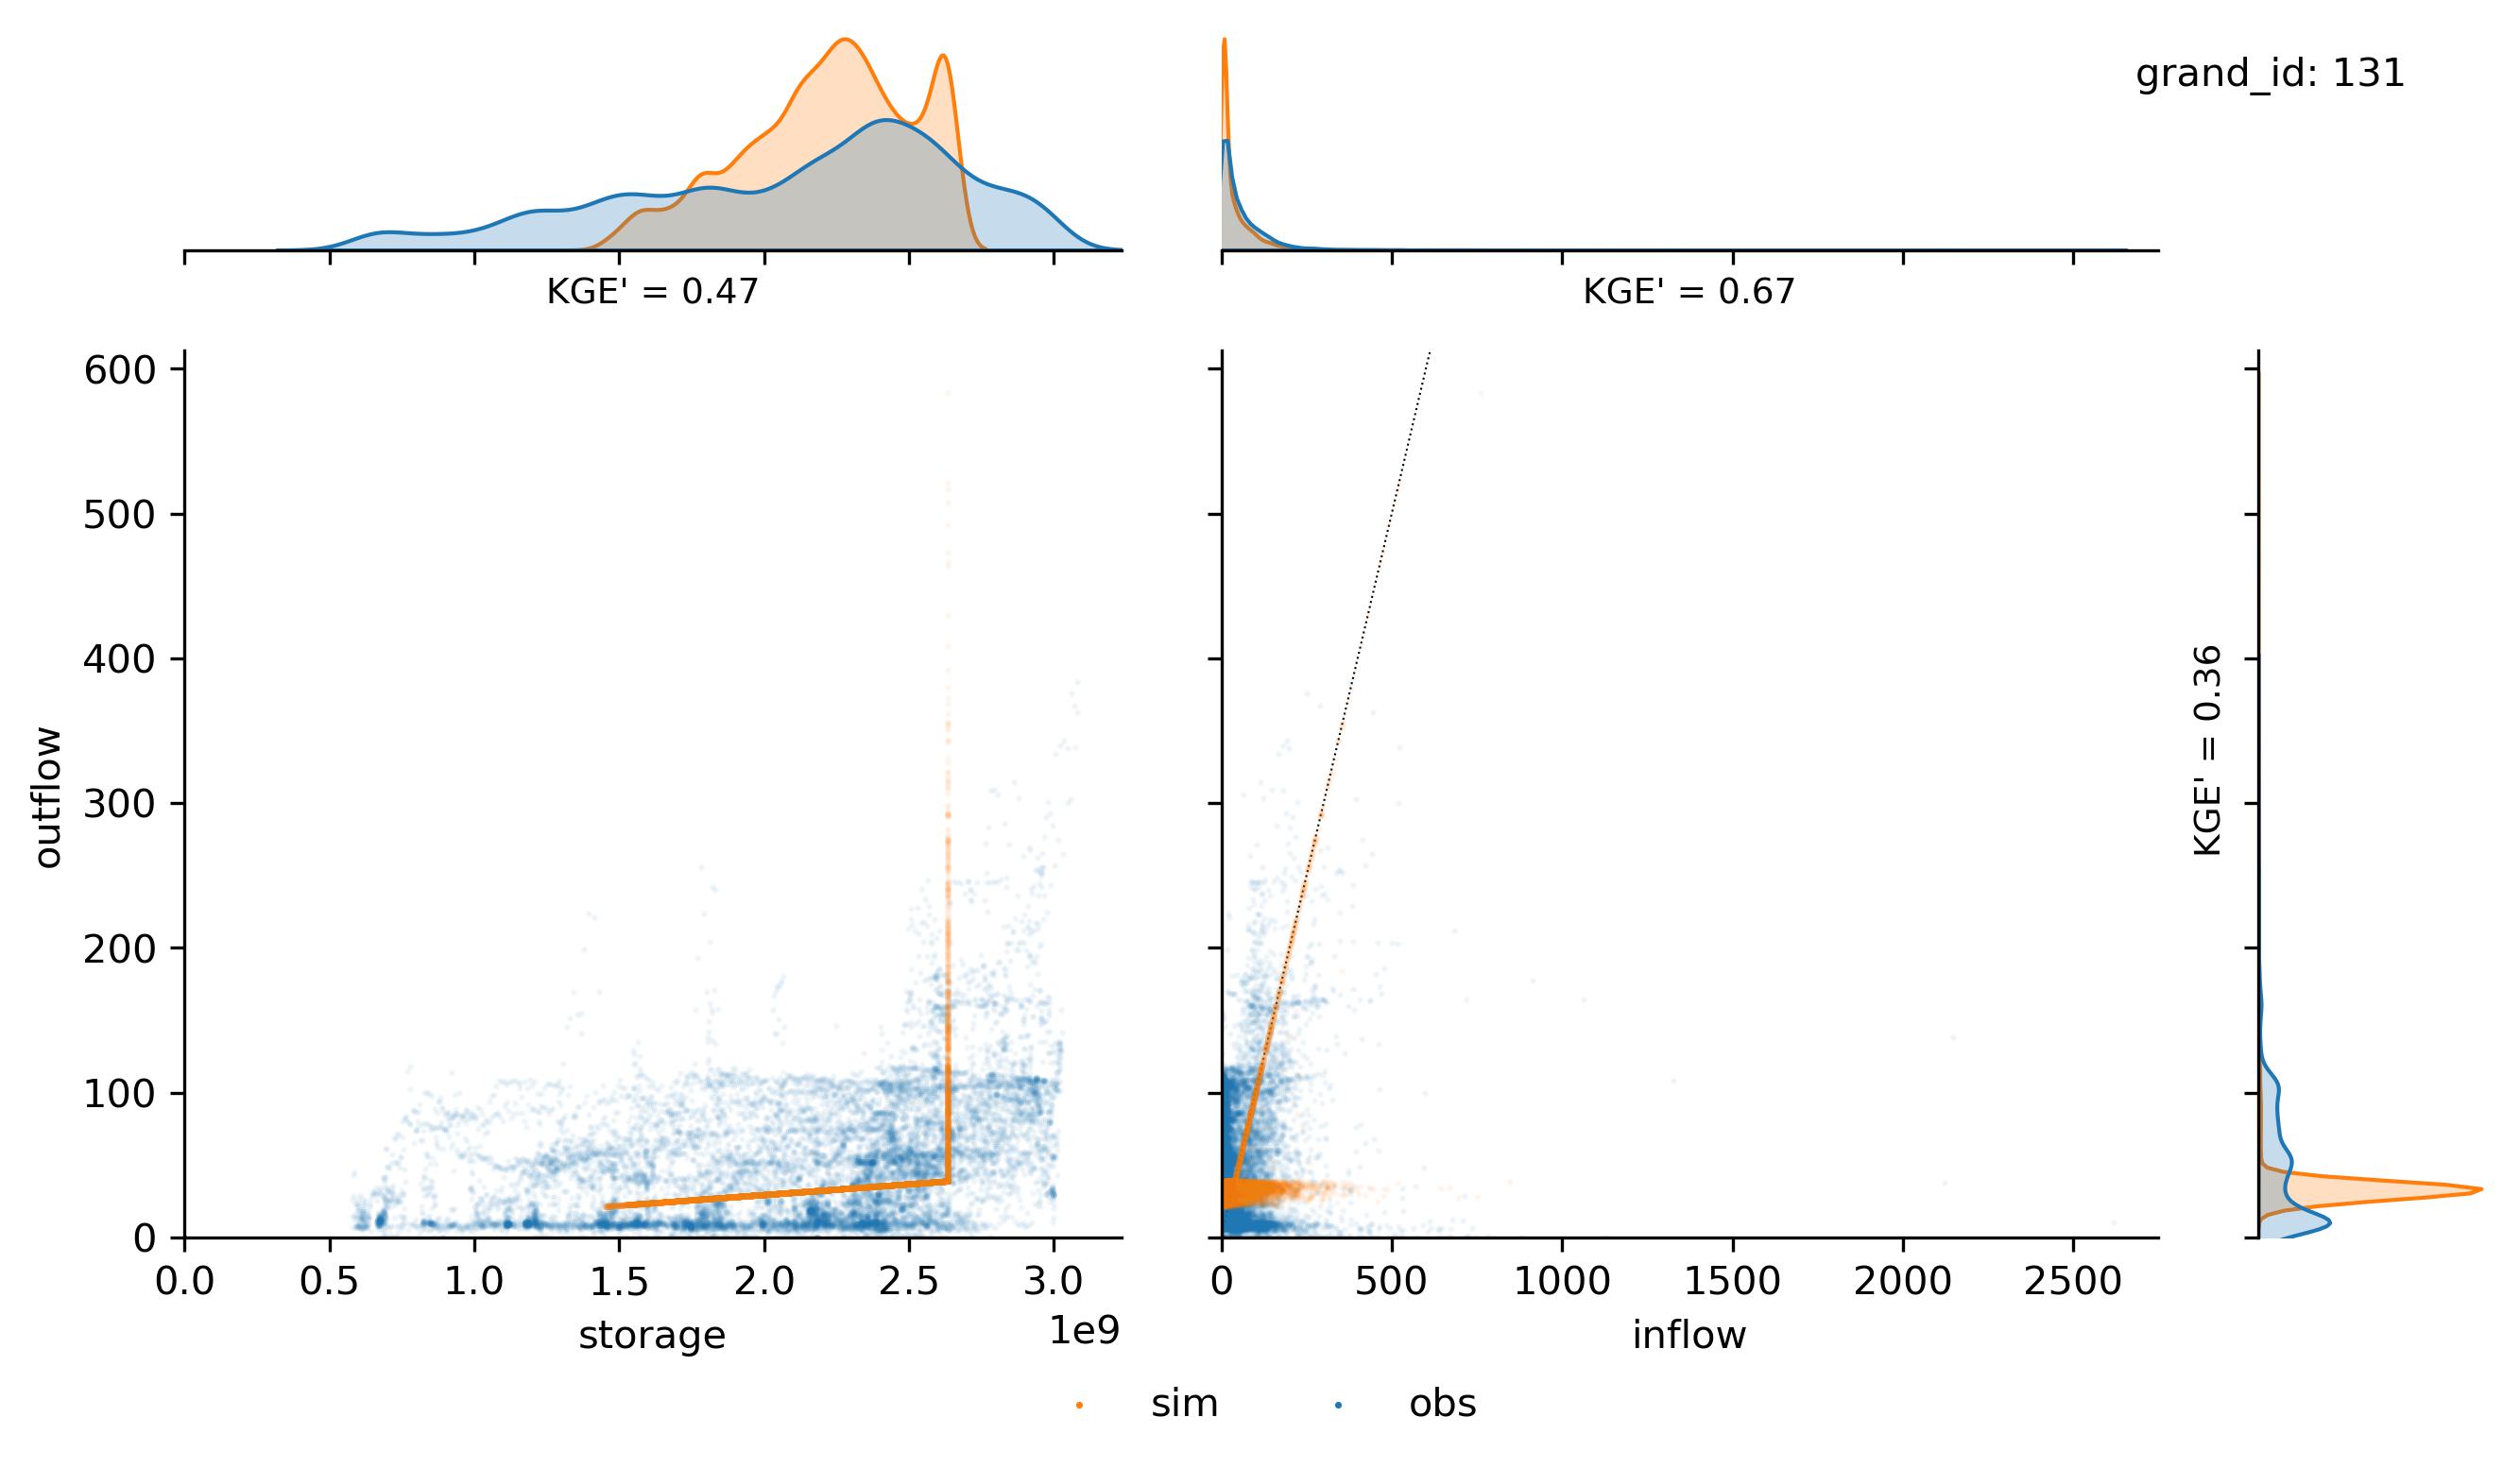 grand_id: 131
KGE' = 0.47
KGE' = 0.67
600
500
400
300
200
100
0
outflow
KGE' = 0.36
0.0 0.5 1.0 1.5 2.0 2.5 3.0
1e9
storage
0 500 1000 1500 2000 2500
inflow
sim obs